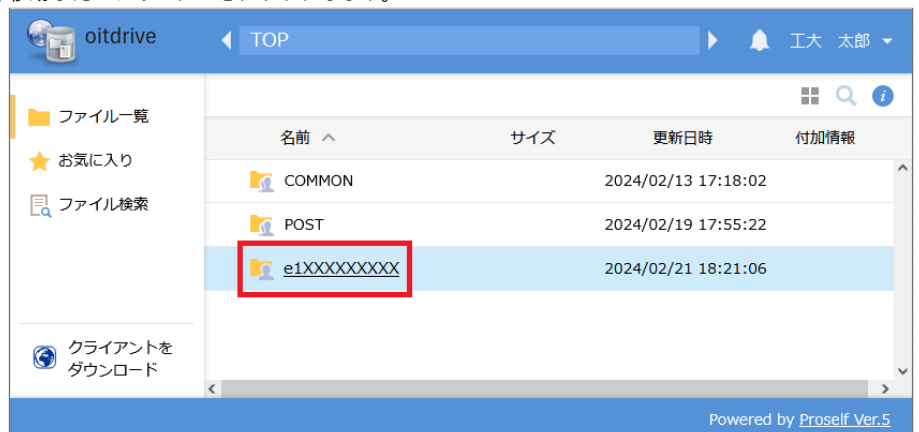 oitdrive
TOP
工大 太郎
ファイル一覧
お気に入り
ファイル検索
クライアントを
ダウンロード
名前 サイズ 更新日時 付加情報
COMMON 2024/02/13 17:18:02
POST 2024/02/19 17:55:22
e1XXXXXXXXX 2024/02/21 18:21:06
Powered by Proself Ver.5